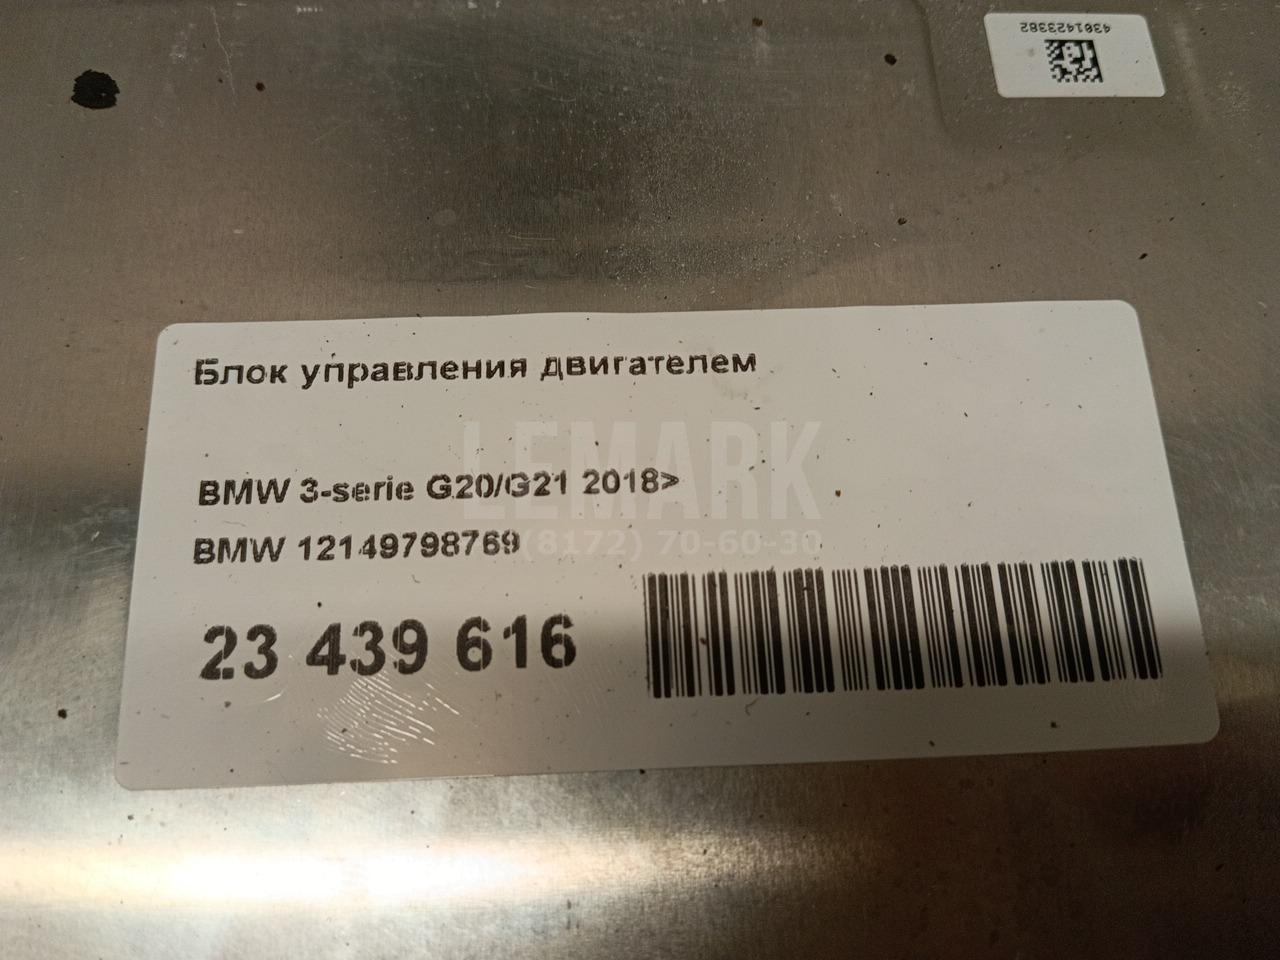 4301423382
Блок управления двигателем
LEMARK
BMW 3-serie G20/G21 2018>
BMW 12149798769
(8172) 70-60-30
23 439 616